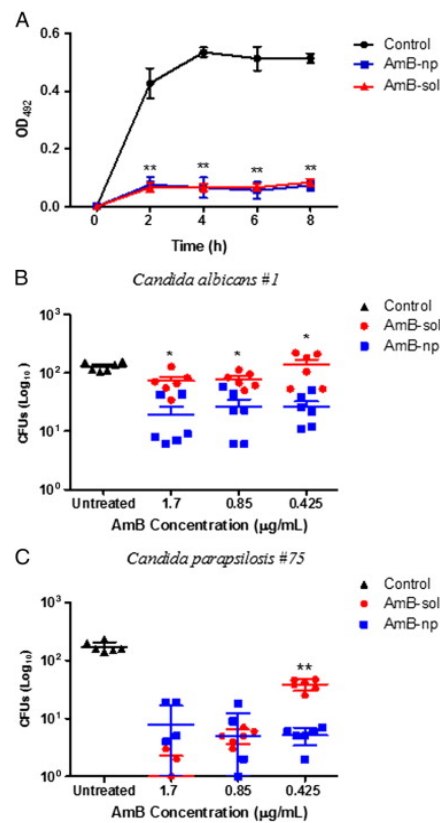 A
Control
AmB-np
AmB-sol
OD492
0.6
0.4
0.2
0.0
** ** ** **
0 2 4 6 8
Time (h)
B
Candida albicans #1
Control
AmB-sol
AmB-np
CFUs (Log10)
10³
10²
10¹
10⁰
* * *
Untreated 1.7 0.85 0.425
AmB Concentration (µg/mL)
C
Candida parapsilosis #75
Control
AmB-sol
AmB-np
CFUs (Log10)
10³
10²
10¹
10⁰
**
Untreated 1.7 0.85 0.425
AmB Concentration (µg/mL)